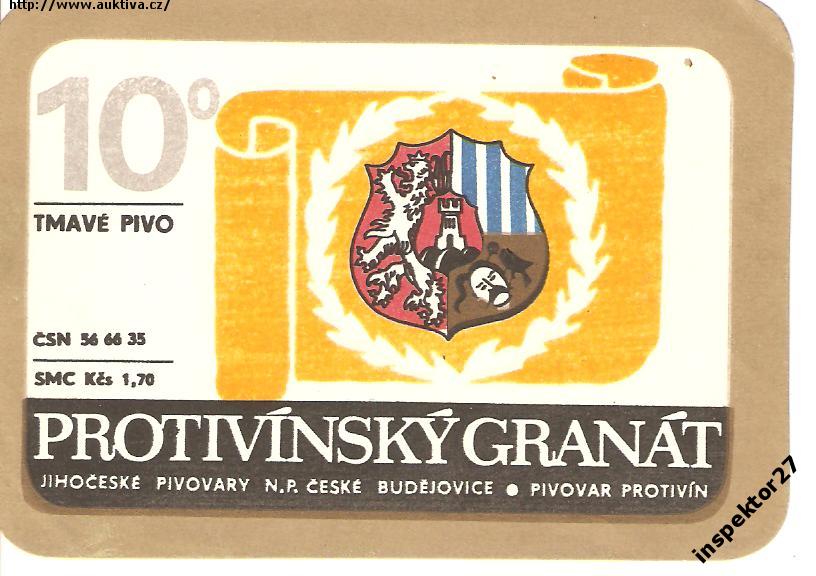 http://www.auktiva.cz/
10°
TMAVÉ PIVO
ČSN 56 66 35
SMC Kčs 1,70
PROTIVÍNSKÝ GRANÁT
JIHOČESKÉ PIVOVARY N.P. ČESKÉ BUDĚJOVICE ● PIVOVAR PROTIVÍN
inspektor27